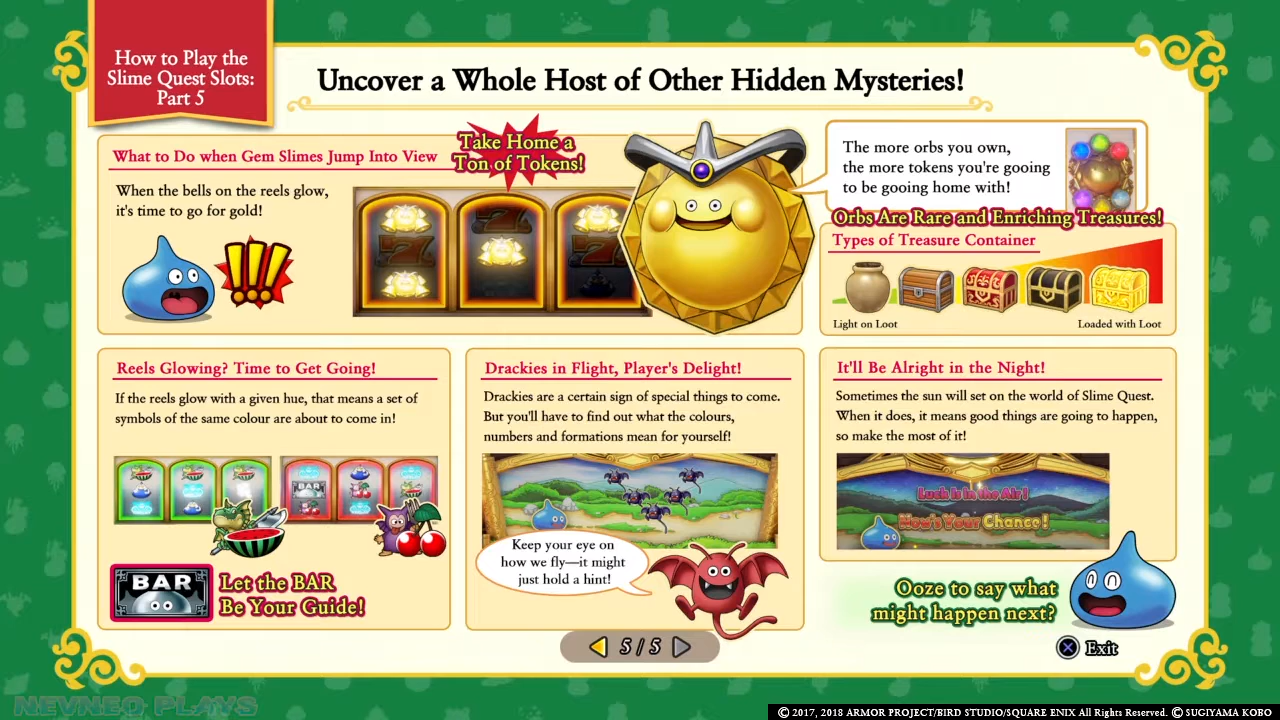 How to Play the
Slime Quest Slots:
Part 5
Uncover a Whole Host of Other Hidden Mysteries!
What to Do when Gem Slimes Jump Into View
Take Home a
Ton of Tokens!
When the bells on the reels glow,
it's time to go for gold!
!!!
The more orbs you own,
the more tokens you're gooing
to be gooing home with!
Orbs Are Rare and Enriching Treasures!
Types of Treasure Container
Light on Loot
Loaded with Loot
Reels Glowing? Time to Get Going!
If the reels glow with a given hue, that means a set of
symbols of the same colour are about to come in!
BAR
BAR
Let the BAR
Be Your Guide!
Drackies in Flight, Player's Delight!
Drackies are a certain sign of special things to come.
But you'll have to find out what the colours,
numbers and formations mean for yourself!
Keep your eye on
how we fly—it might
just hold a hint!
It'll Be Alright in the Night!
Sometimes the sun will set on the world of Slime Quest.
When it does, it means good things are going to happen,
so make the most of it!
Luck is in the Air!
Now's Your Chance!
Ooze to say what
might happen next?
5 / 5
Exit
NEVNEO PLAYS
© 2017, 2018 ARMOR PROJECT/BIRD STUDIO/SQUARE ENIX All Rights Reserved. © SUGIYAMA KOBO